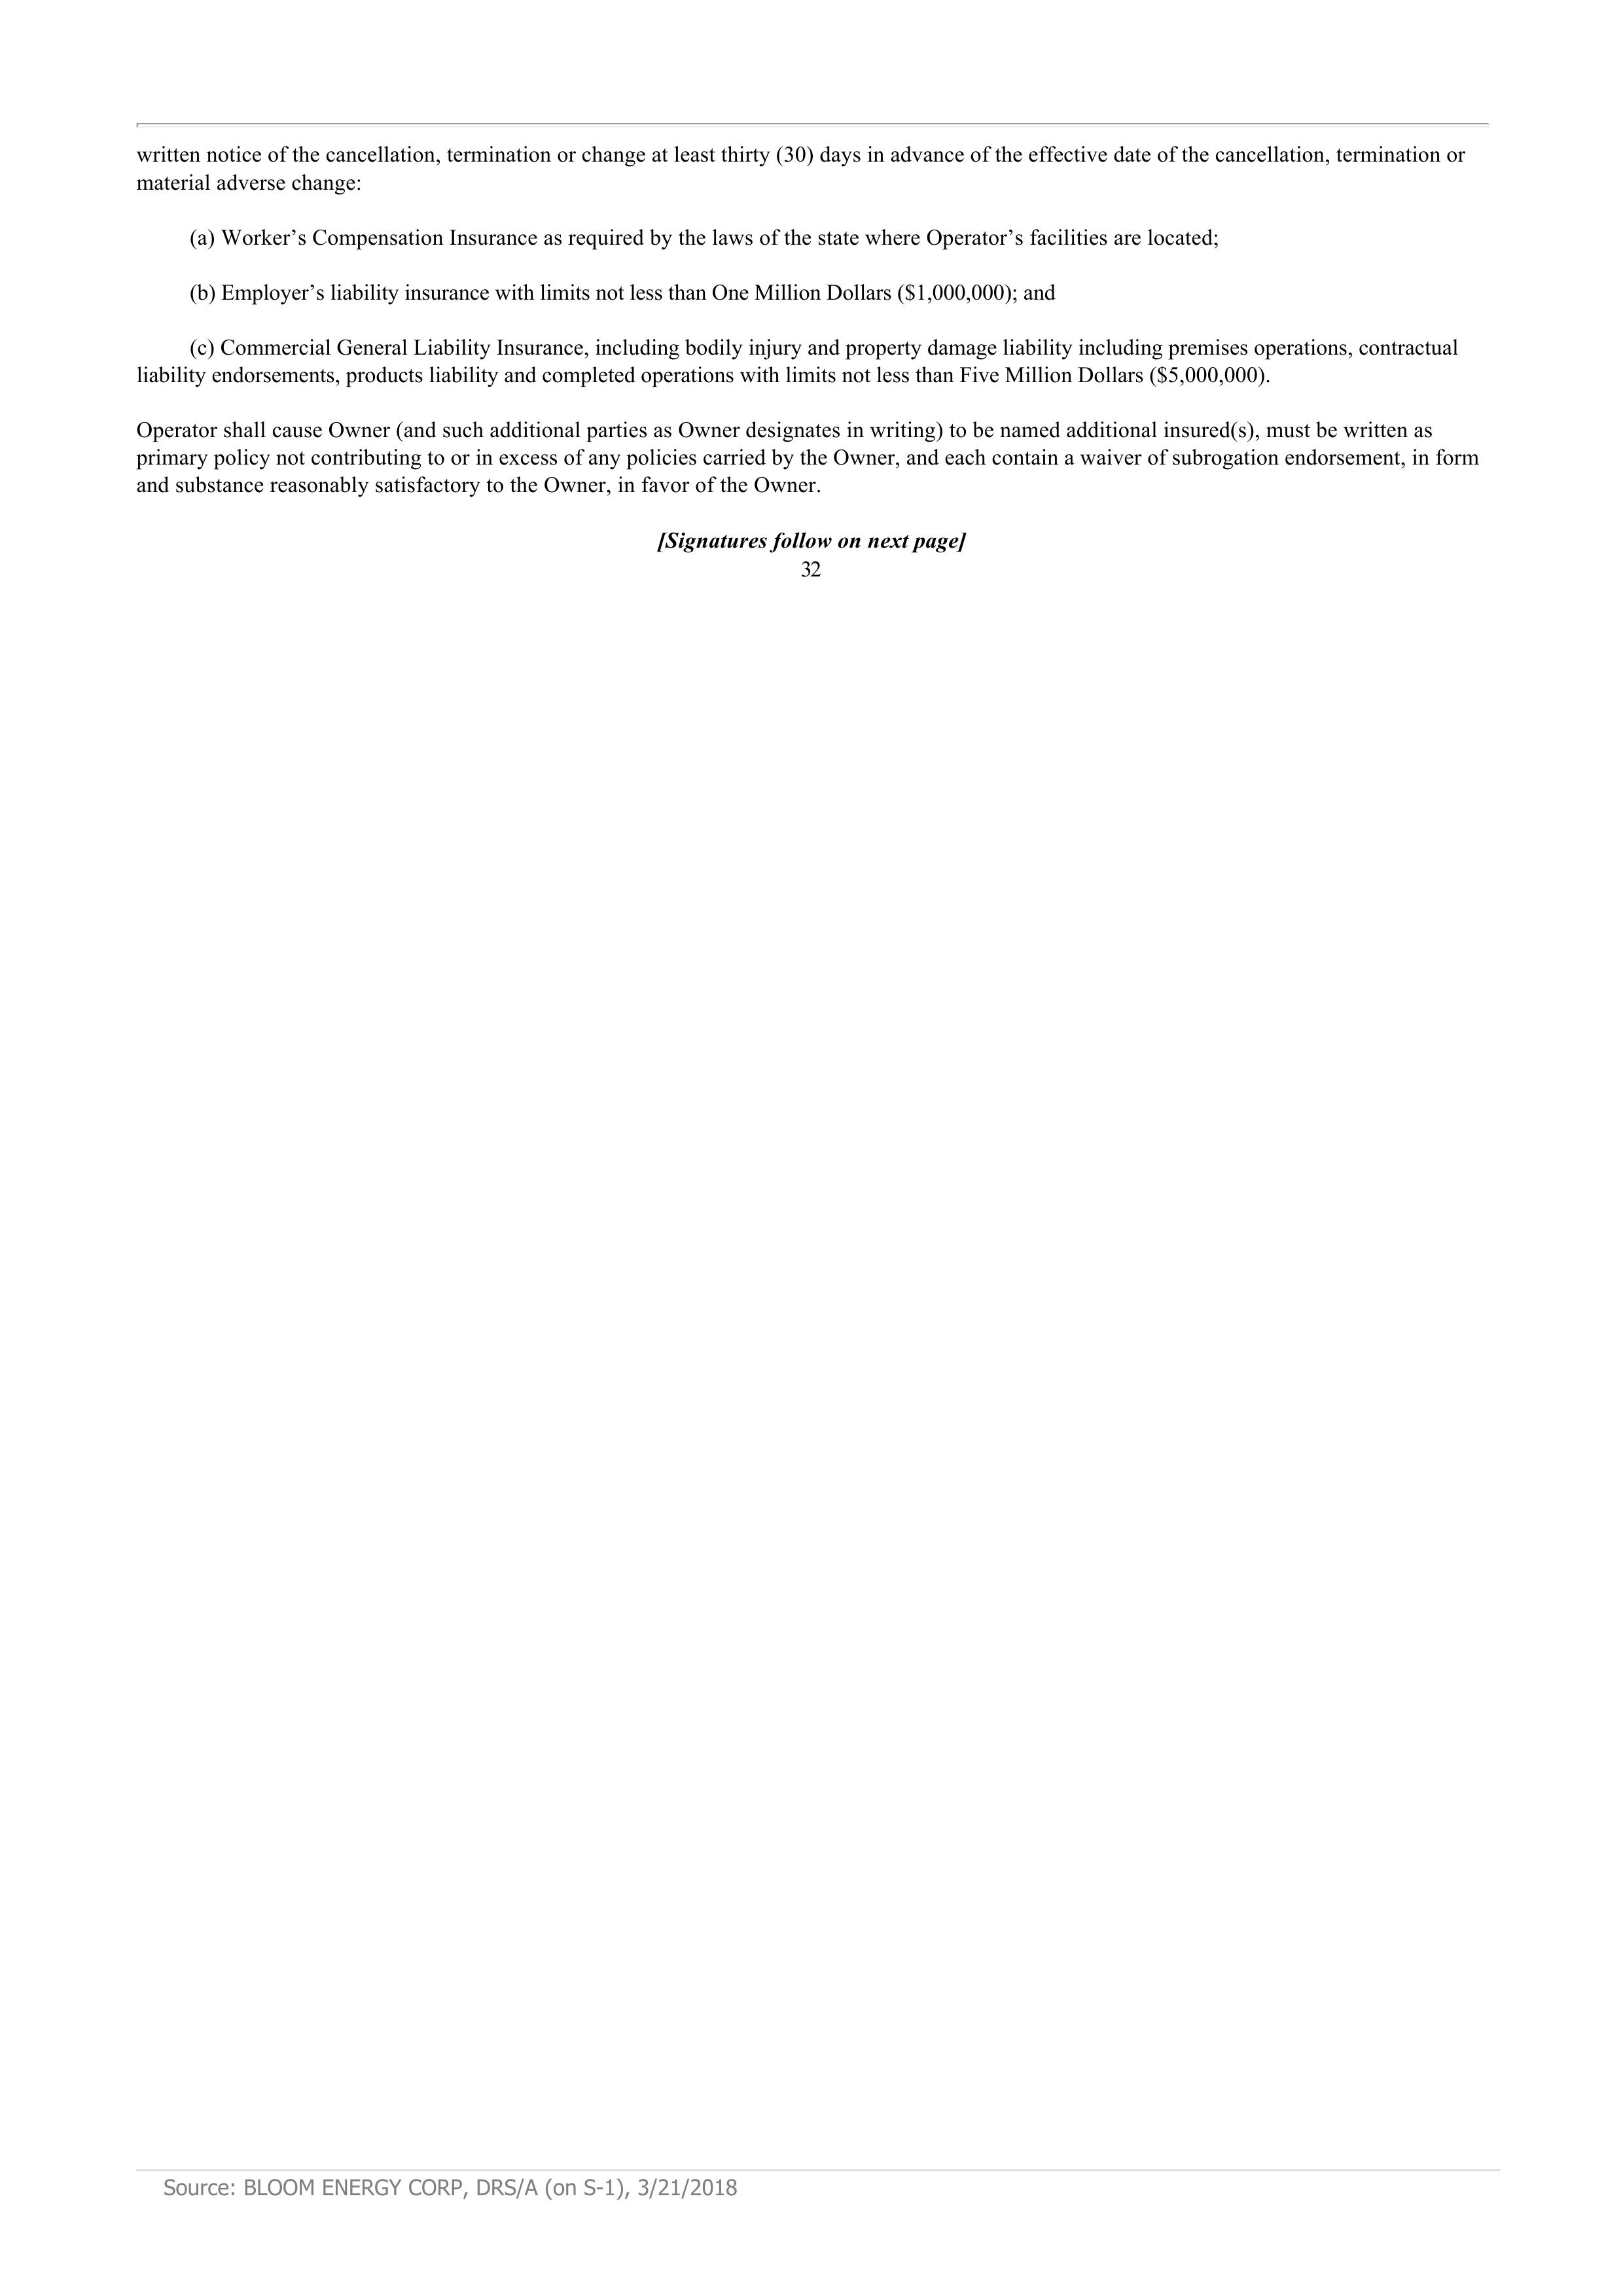 written notice of the cancellation, termination or change at least thirty (30) days in advance of the effective date of the cancellation, termination or
material adverse change:
(a) Worker’s Compensation Insurance as required by the laws of the state where Operator’s facilities are located;
(b) Employer’s liability insurance with limits not less than One Million Dollars ($1,000,000); and
(c) Commercial General Liability Insurance, including bodily injury and property damage liability including premises operations, contractual
liability endorsements, products liability and completed operations with limits not less than Five Million Dollars ($5,000,000).
Operator shall cause Owner (and such additional parties as Owner designates in writing) to be named additional insured(s), must be written as
primary policy not contributing to or in excess of any policies carried by the Owner, and each contain a waiver of subrogation endorsement, in form
and substance reasonably satisfactory to the Owner, in favor of the Owner.
[Signatures follow on next page]
32
Source: BLOOM ENERGY CORP, DRS/A (on S-1), 3/21/2018